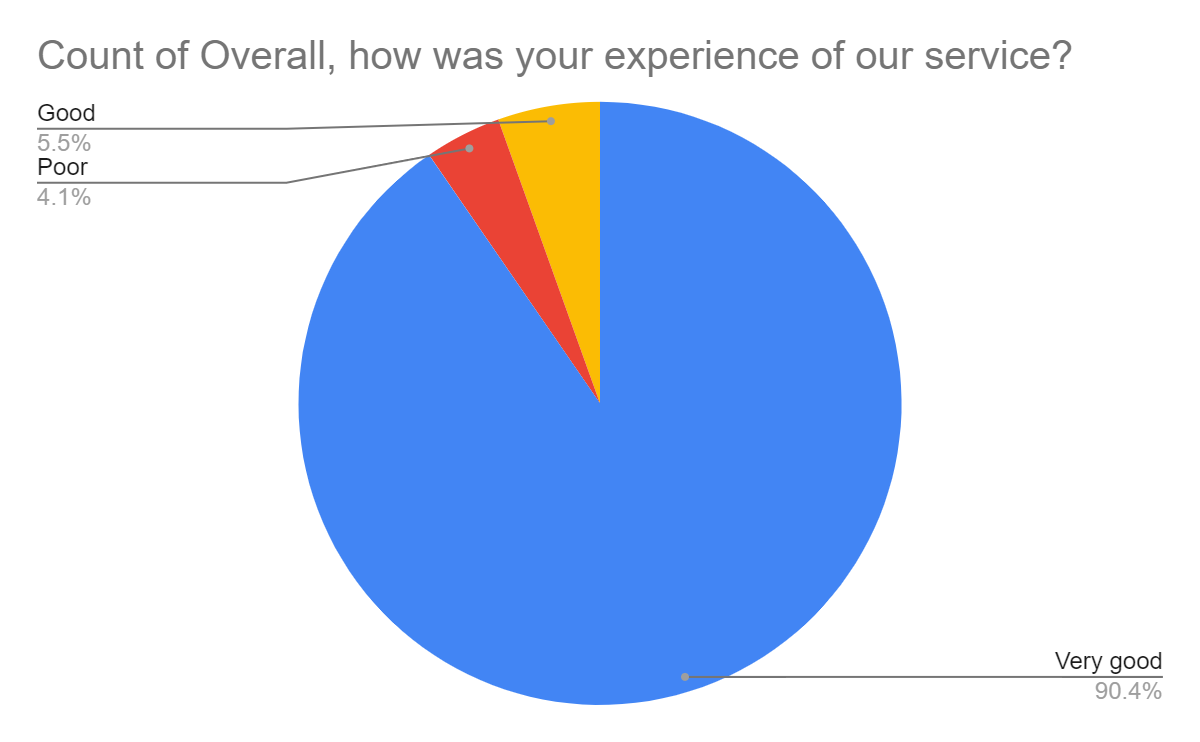 Count of Overall, how was your experience of our service?
Good
5.5%
Poor
4.1%
Very good
90.4%